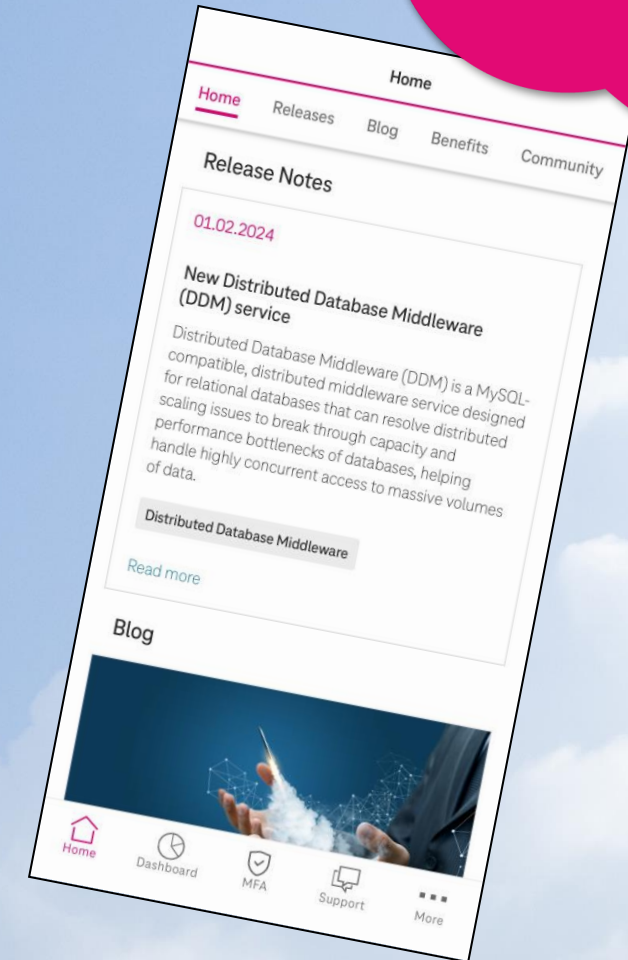 Home
Home Releases Blog Benefits Community
Release Notes
01.02.2024
New Distributed Database Middleware
(DDM) service
Distributed Database Middleware (DDM) is a MySQL-
compatible, distributed middleware service designed
for relational databases that can resolve distributed
scaling issues to break through capacity and
performance bottlenecks of databases, helping
handle highly concurrent access to massive volumes
of data.
Distributed Database Middleware
Read more
Blog
Home Dashboard MFA Support More